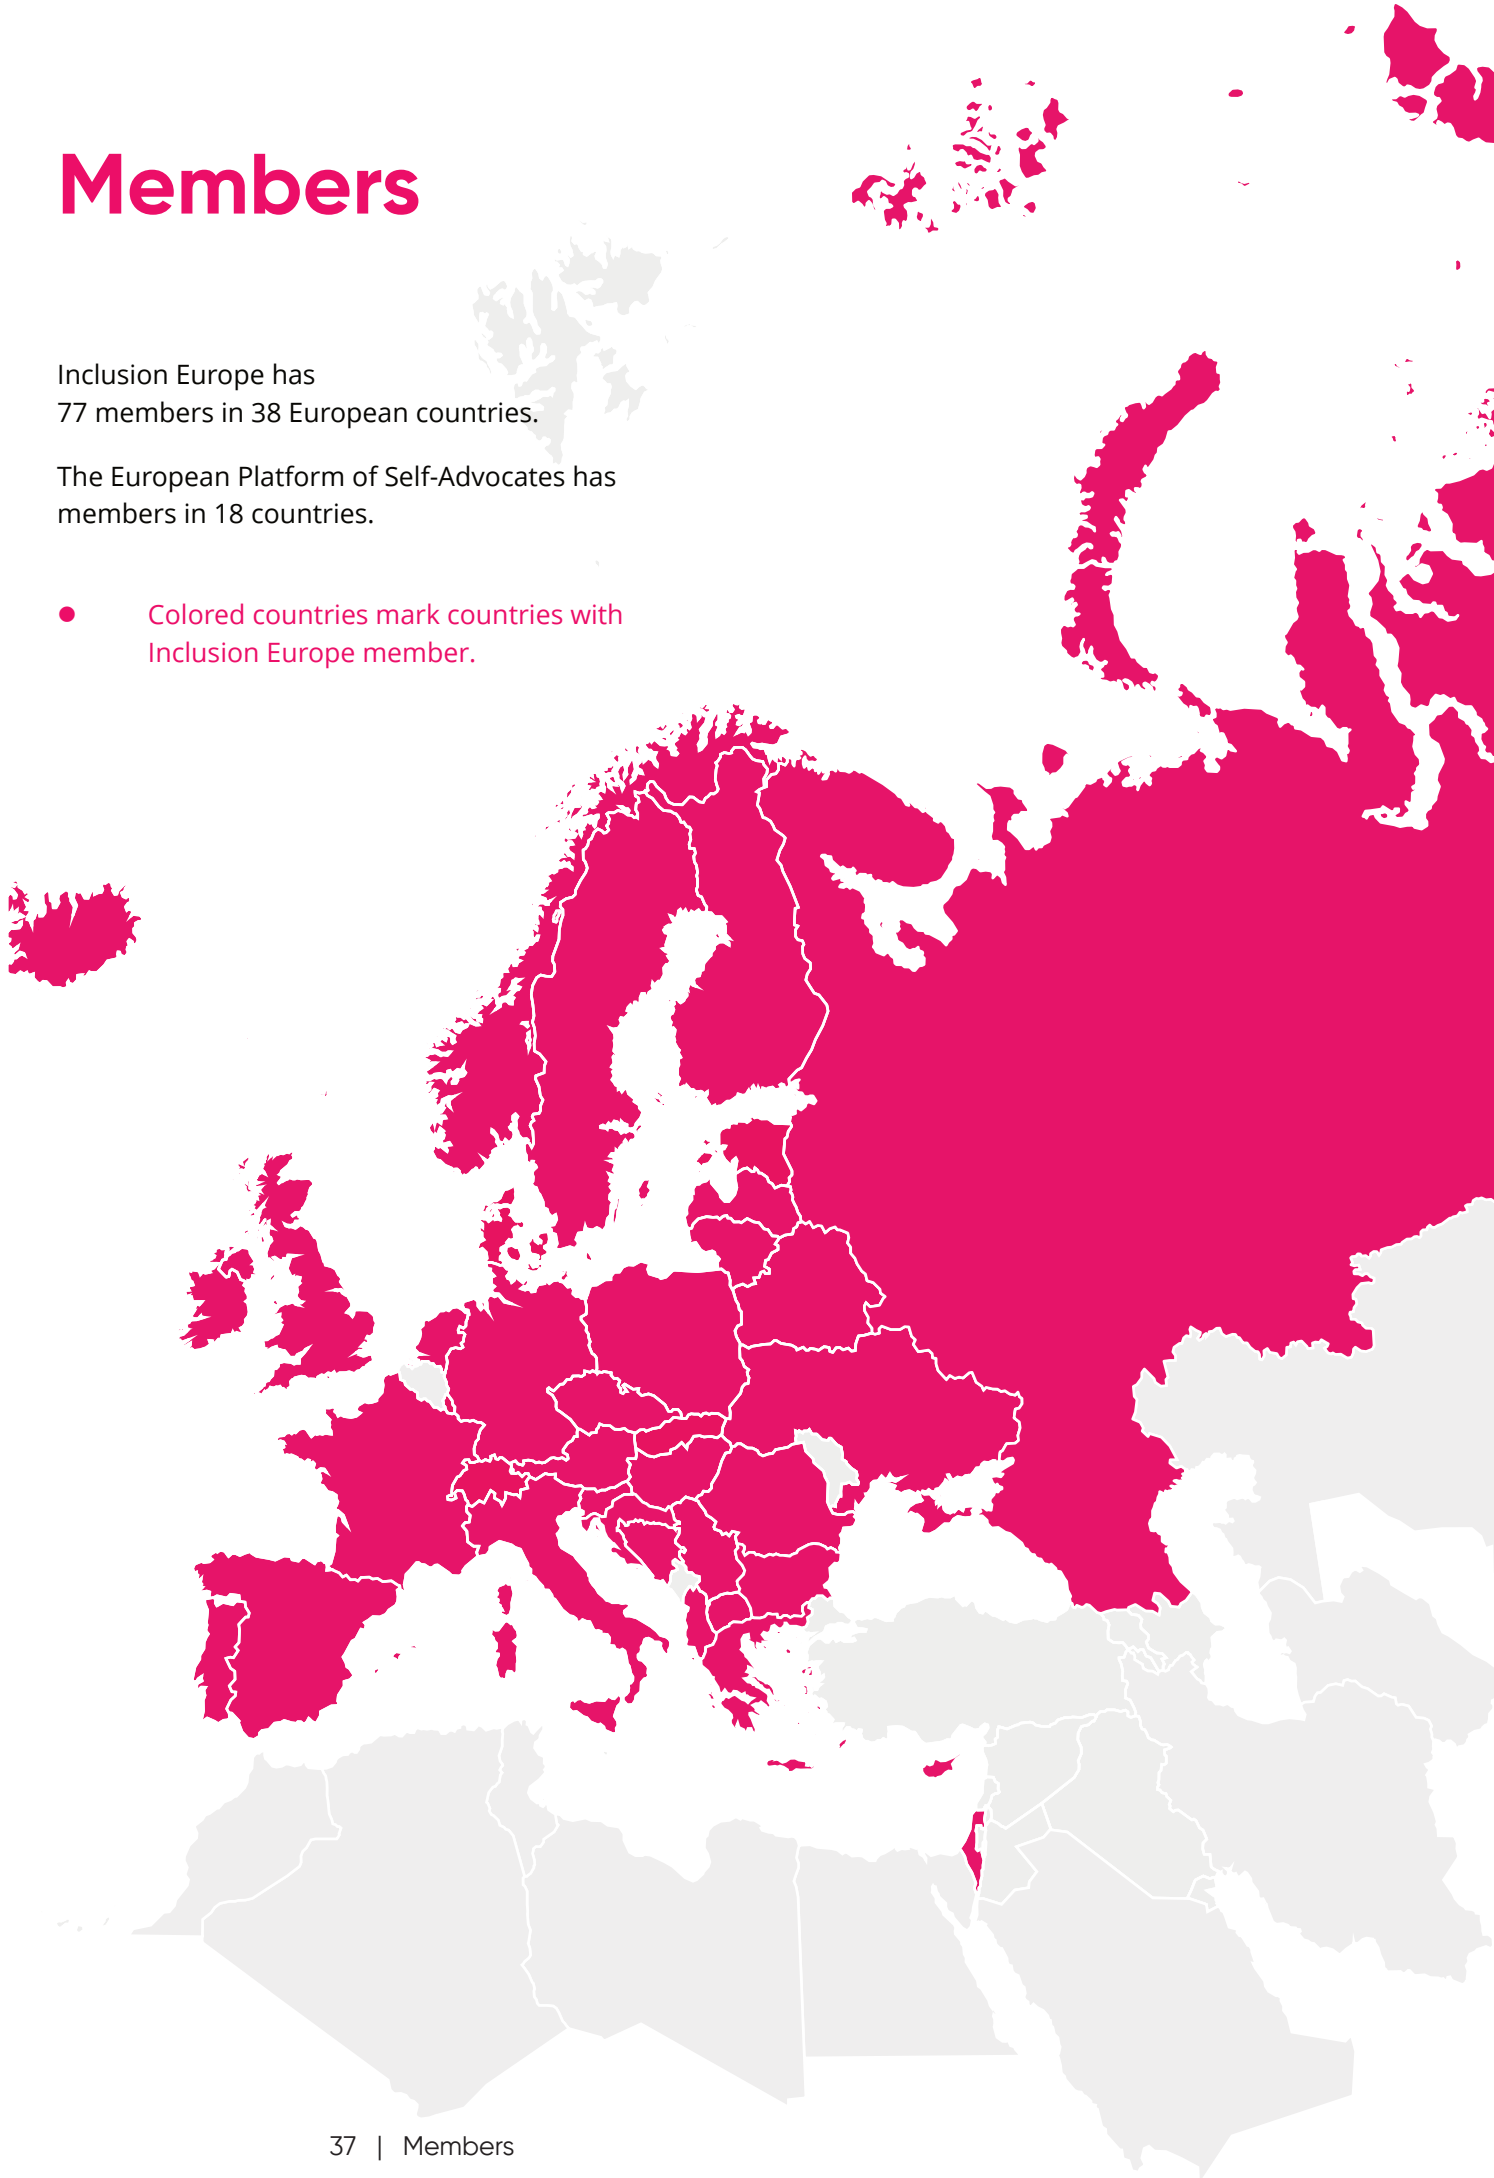 Members
Inclusion Europe has
77 members in 38 European countries.
The European Platform of Self-Advocates has
members in 18 countries.
Colored countries mark countries with
Inclusion Europe member.
37 | Members